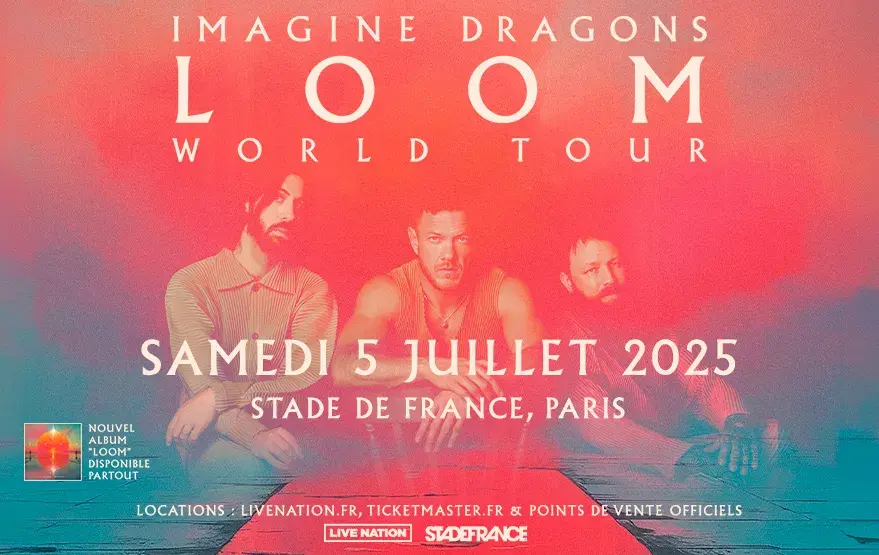 IMAGINE DRAGONS
LOOM
WORLD TOUR
SAMEDI 5 JUILLET 2025
STADE DE FRANCE, PARIS
NOUVEL
ALBUM
"LOOM"
DISPONIBLE
PARTOUT
LOCATIONS : LIVENATION.FR, TICKETMASTER.FR & POINTS DE VENTE OFFICIELS
LIVE NATION STADEFRANCE